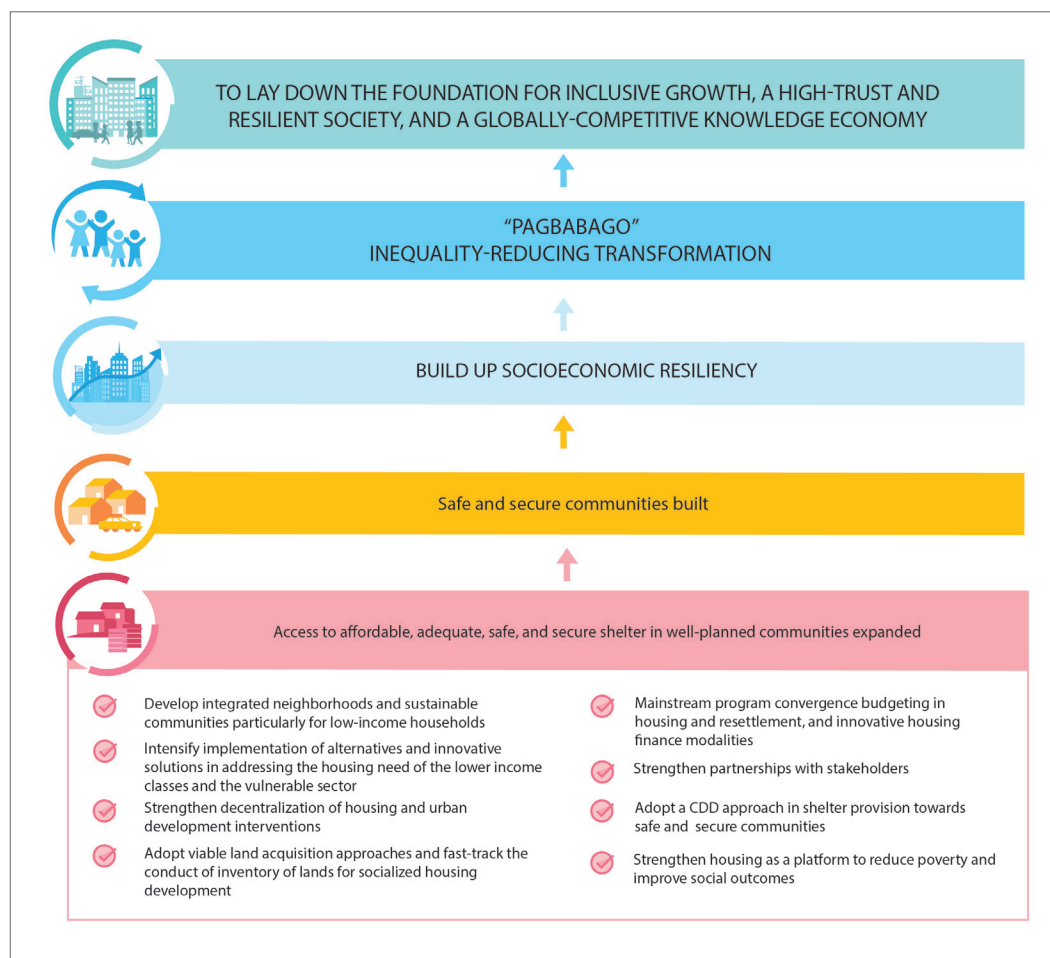 TO LAY DOWN THE FOUNDATION FOR INCLUSIVE GROWTH, A HIGH-TRUST AND
RESILIENT SOCIETY, AND A GLOBALLY-COMPETITIVE KNOWLEDGE ECONOMY
“PAGBABAGO”
INEQUALITY-REDUCING TRANSFORMATION
BUILD UP SOCIOECONOMIC RESILIENCY
Safe and secure communities built
Access to affordable, adequate, safe, and secure shelter in well-planned communities expanded
Develop integrated neighborhoods and sustainable
communities particularly for low-income households
Intensify implementation of alternatives and innovative
solutions in addressing the housing need of the lower income
classes and the vulnerable sector
Strengthen decentralization of housing and urban
development interventions
Adopt viable land acquisition approaches and fast-track the
conduct of inventory of lands for socialized housing
development
Mainstream program convergence budgeting in
housing and resettlement, and innovative housing
finance modalities
Strengthen partnerships with stakeholders
Adopt a CDD approach in shelter provision towards
safe and secure communities
Strengthen housing as a platform to reduce poverty and
improve social outcomes